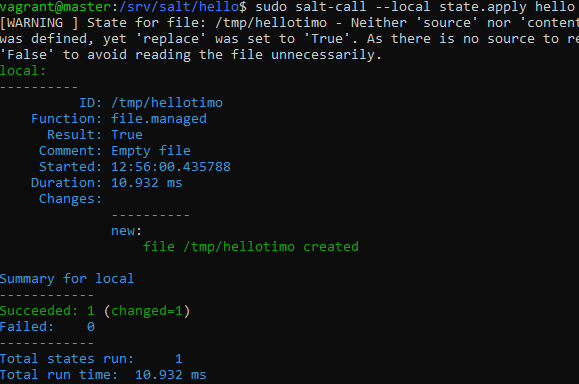 vagrant@master:/srv/salt/hello$ sudo salt-call --local state.apply hello
[WARNING ] State for file: /tmp/hellotimo - Neither 'source' nor 'conten
was defined, yet 'replace' was set to 'True'. As there is no source to re
'False' to avoid reading the file unnecessarily.
local:
----------
          ID: /tmp/hellotimo
    Function: file.managed
      Result: True
     Comment: Empty file
     Started: 12:56:00.435788
    Duration: 10.932 ms
     Changes:
              ----------
              new:
                  file /tmp/hellotimo created

Summary for local
------------
Succeeded: 1 (changed=1)
Failed:    0
------------
Total states run:     1
Total run time:  10.932 ms